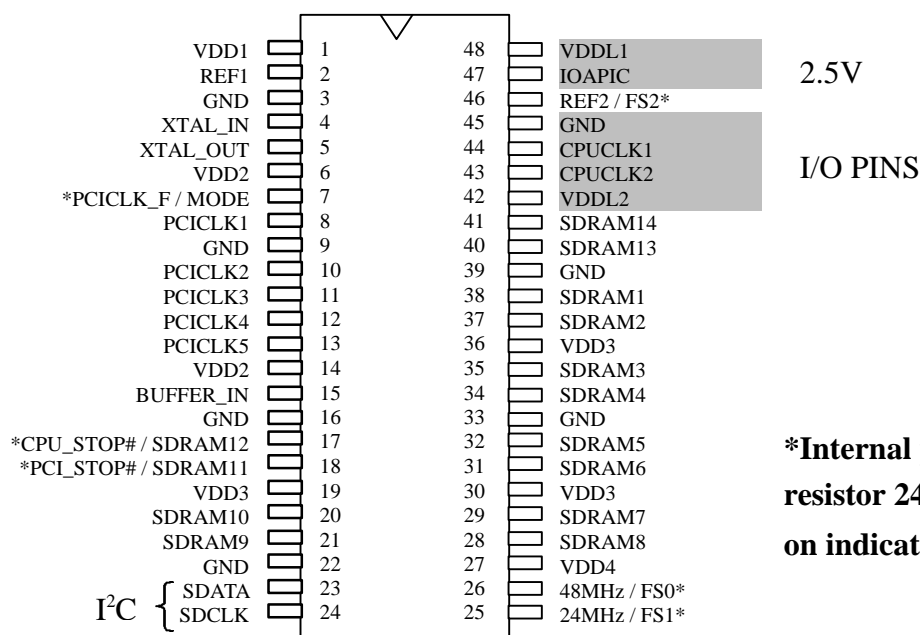 VDD1 1 48 VDDL1
REF1 2 47 IOAPIC 2.5V
GND 3 46 REF2 / FS2*
XTAL_IN 4 45 GND
XTAL_OUT 5 44 CPUCLK1
VDD2 6 43 CPUCLK2 I/O PINS
*PCICLK_F / MODE 7 42 VDDL2
PCICLK1 8 41 SDRAM14
GND 9 40 SDRAM13
PCICLK2 10 39 GND
PCICLK3 11 38 SDRAM1
PCICLK4 12 37 SDRAM2
PCICLK5 13 36 VDD3
VDD2 14 35 SDRAM3
BUFFER_IN 15 34 SDRAM4
GND 16 33 GND
*CPU_STOP# / SDRAM12 17 32 SDRAM5 *Internal
*PCI_STOP# / SDRAM11 18 31 SDRAM6
VDD3 19 30 VDD3 resistor 24
SDRAM10 20 29 SDRAM7
SDRAM9 21 28 SDRAM8 on indicat
GND 22 27 VDD4
SDATA 23 26 48MHz / FS0*
I²C { SDCLK 24 25 24MHz / FS1*